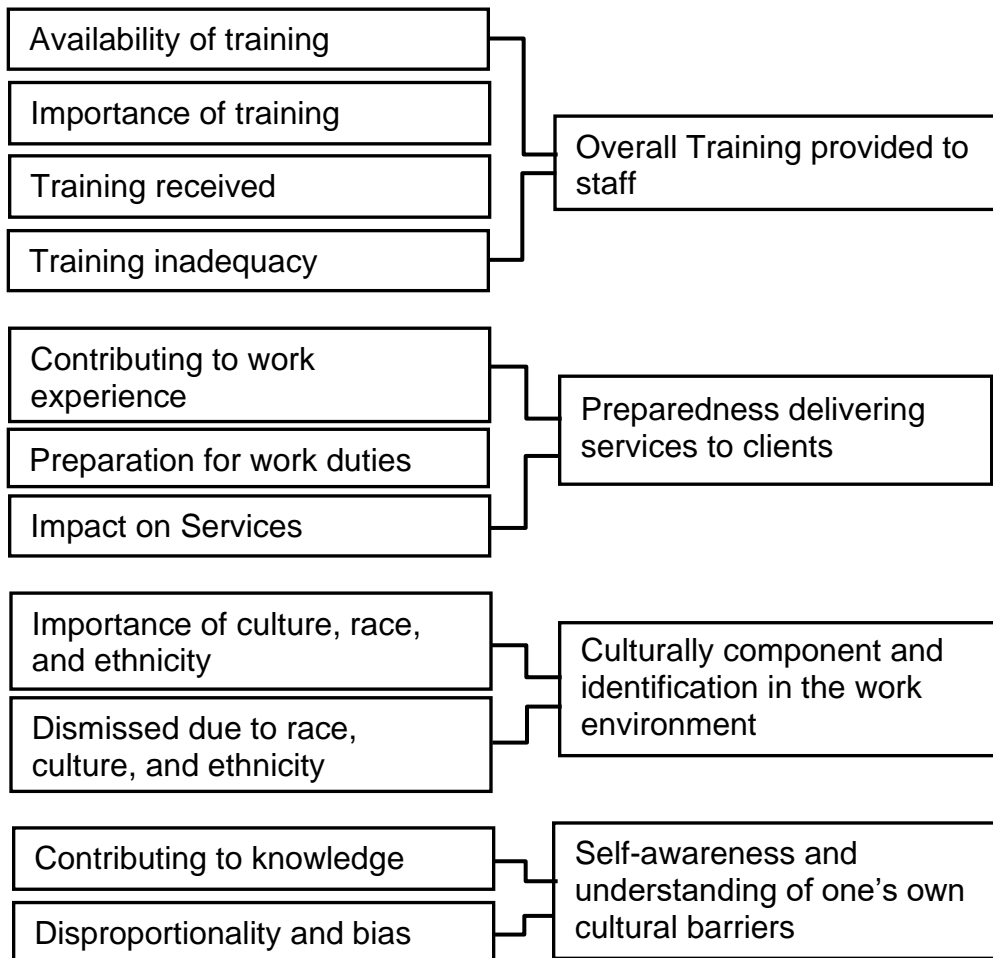 Availability of training
Importance of training
Training received
Training inadequacy
Overall Training provided to
staff
Contributing to work
experience
Preparation for work duties
Impact on Services
Preparedness delivering
services to clients
Importance of culture, race,
and ethnicity
Dismissed due to race,
culture, and ethnicity
Culturally component and
identification in the work
environment
Contributing to knowledge
Disproportionality and bias
Self-awareness and
understanding of one’s own
cultural barriers